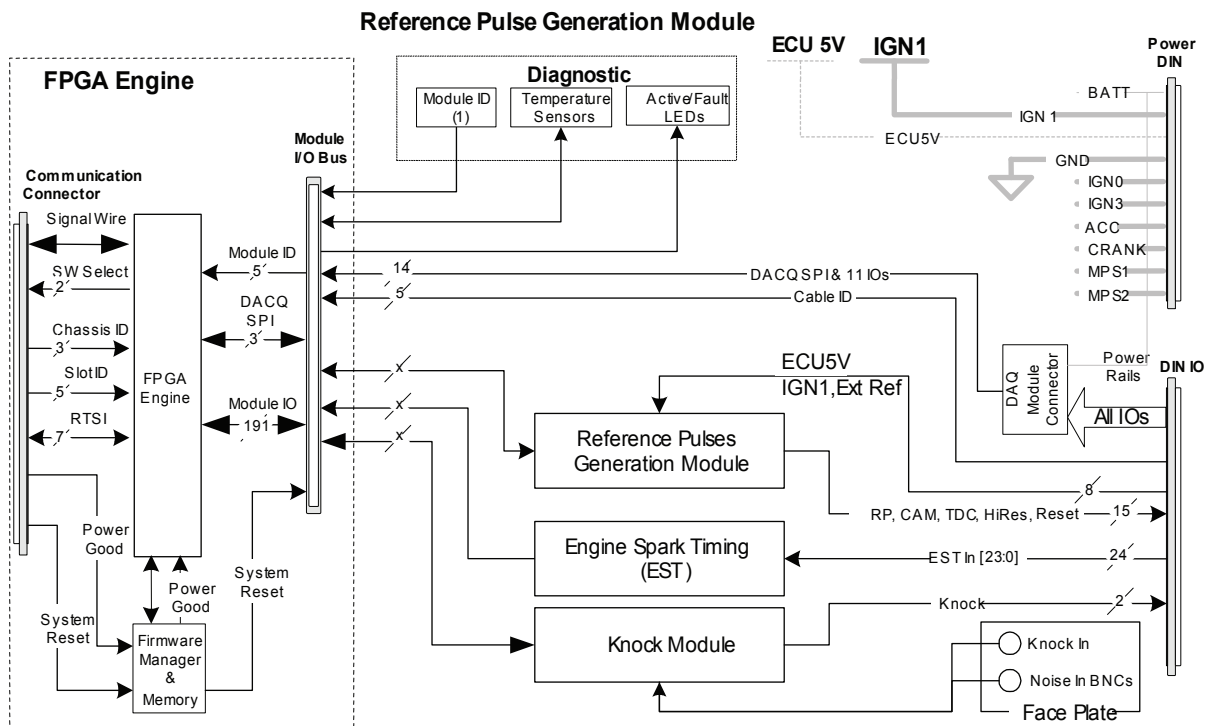 Reference Pulse Generation Module
FPGA Engine
Communication
Connector
Signal Wire
SW Select
2
Chassis ID
3
Slot ID
5
RTSI
7
Power
Good
System
Reset
FPGA
Engine
Power
Good
Firmware
Manager
&
Memory
System
Reset
Module
I/O Bus
Module ID
5
DACQ
SPI
3
Module IO
191
Diagnostic
Module ID
(1)
Temperature
Sensors
Active/Fault
LEDs
ECU 5V
IGN1
Power
DIN
BATT
IGN 1
ECU5V
GND
IGN0
IGN3
ACC
CRANK
MPS1
MPS2
14
DACQ SPI & 11 IOs
5
Cable ID
DAQ
Module
Connector
Power
Rails
DIN IO
All IOs
x
x
x
ECU5V
IGN1,Ext Ref
Reference Pulses
Generation Module
8
RP, CAM, TDC, HiRes, Reset
15
Engine Spark Timing
(EST)
EST In [23:0]
24
Knock Module
Knock
2
Knock In
Noise In BNCs
Face Plate